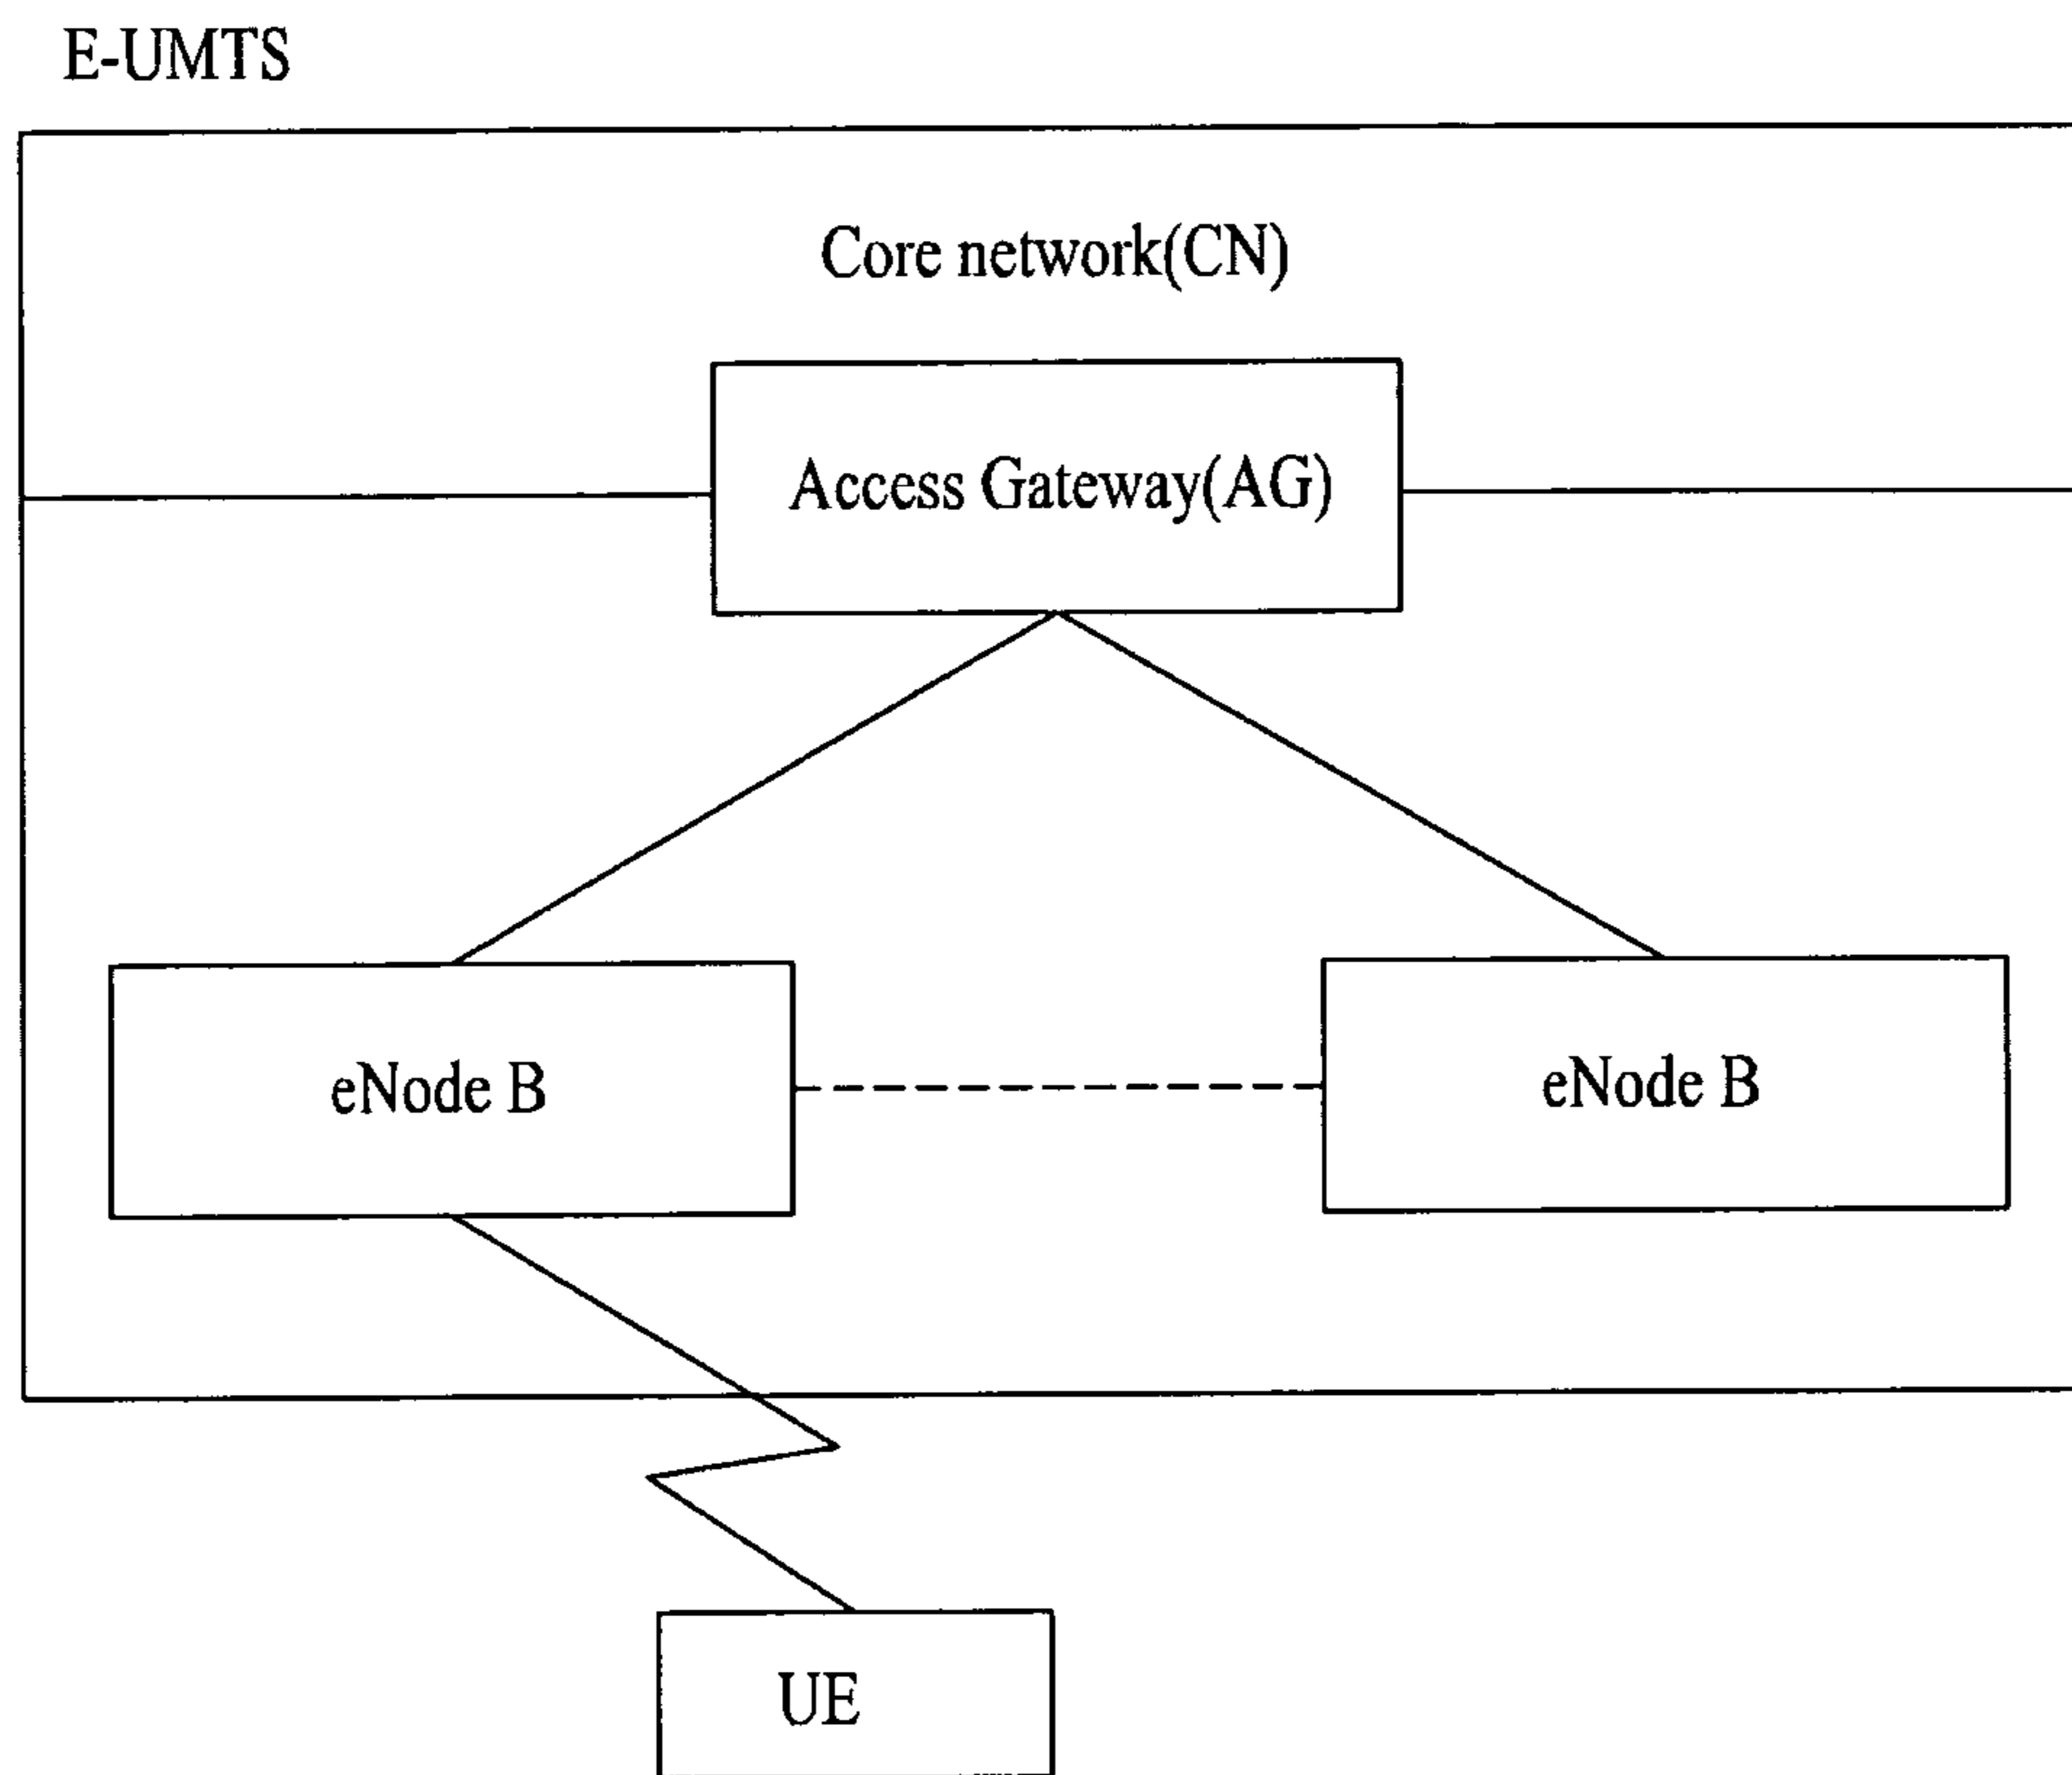 E-UMTS
Core network(CN)
Access Gateway(AG)
eNode B
eNode B
UE